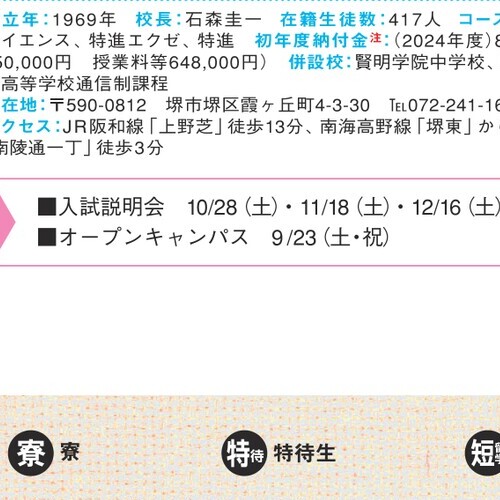 立年：1969年　校長：石森圭一　在籍生徒数：417人　コース
イエンス、特進エクゼ、特進　初年度納付金注：（2024年度）8
50,000円　授業料等648,000円）　併設校：賢明学院中学校、
高等学校通信制課程
在地：〒590-0812　堺市堺区霞ヶ丘町4-3-30　℡072-241-16
クセス：JR阪和線「上野芝」徒歩13分、南海高野線「堺東」から
南陵通一丁」徒歩3分
■入試説明会　10/28（土）・11/18（土）・12/16（土）
■オープンキャンパス　9/23（土・祝）
寮 寮　特待 特待生　短